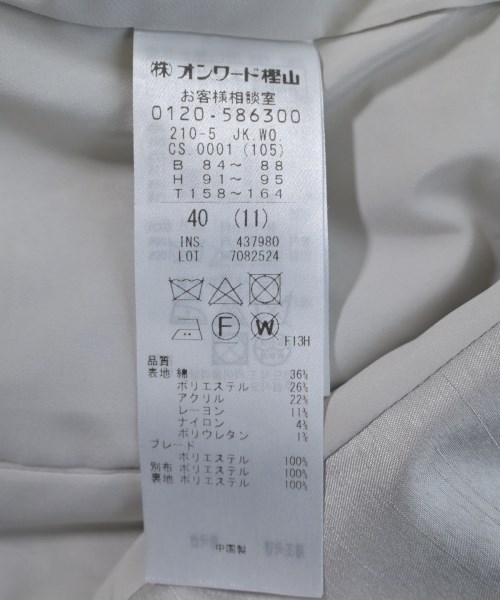 (株)オンワード樫山
お客様相談室
0120-586300
210-5 JK.WO.
CS.0001 (105)
B 84～ 88
H 91～ 95
T 158～164
40 (11)
INS. 437980
LOT 7082524
F W F13H
品質
表地 綿 36%
ポリエステル 26%
アクリル 22%
レーヨン 11%
ナイロン 4%
ポリウレタン 1%
ブレード
ポリエステル 100%
別布 ポリエステル 100%
裏地 ポリエステル 100%
中国製